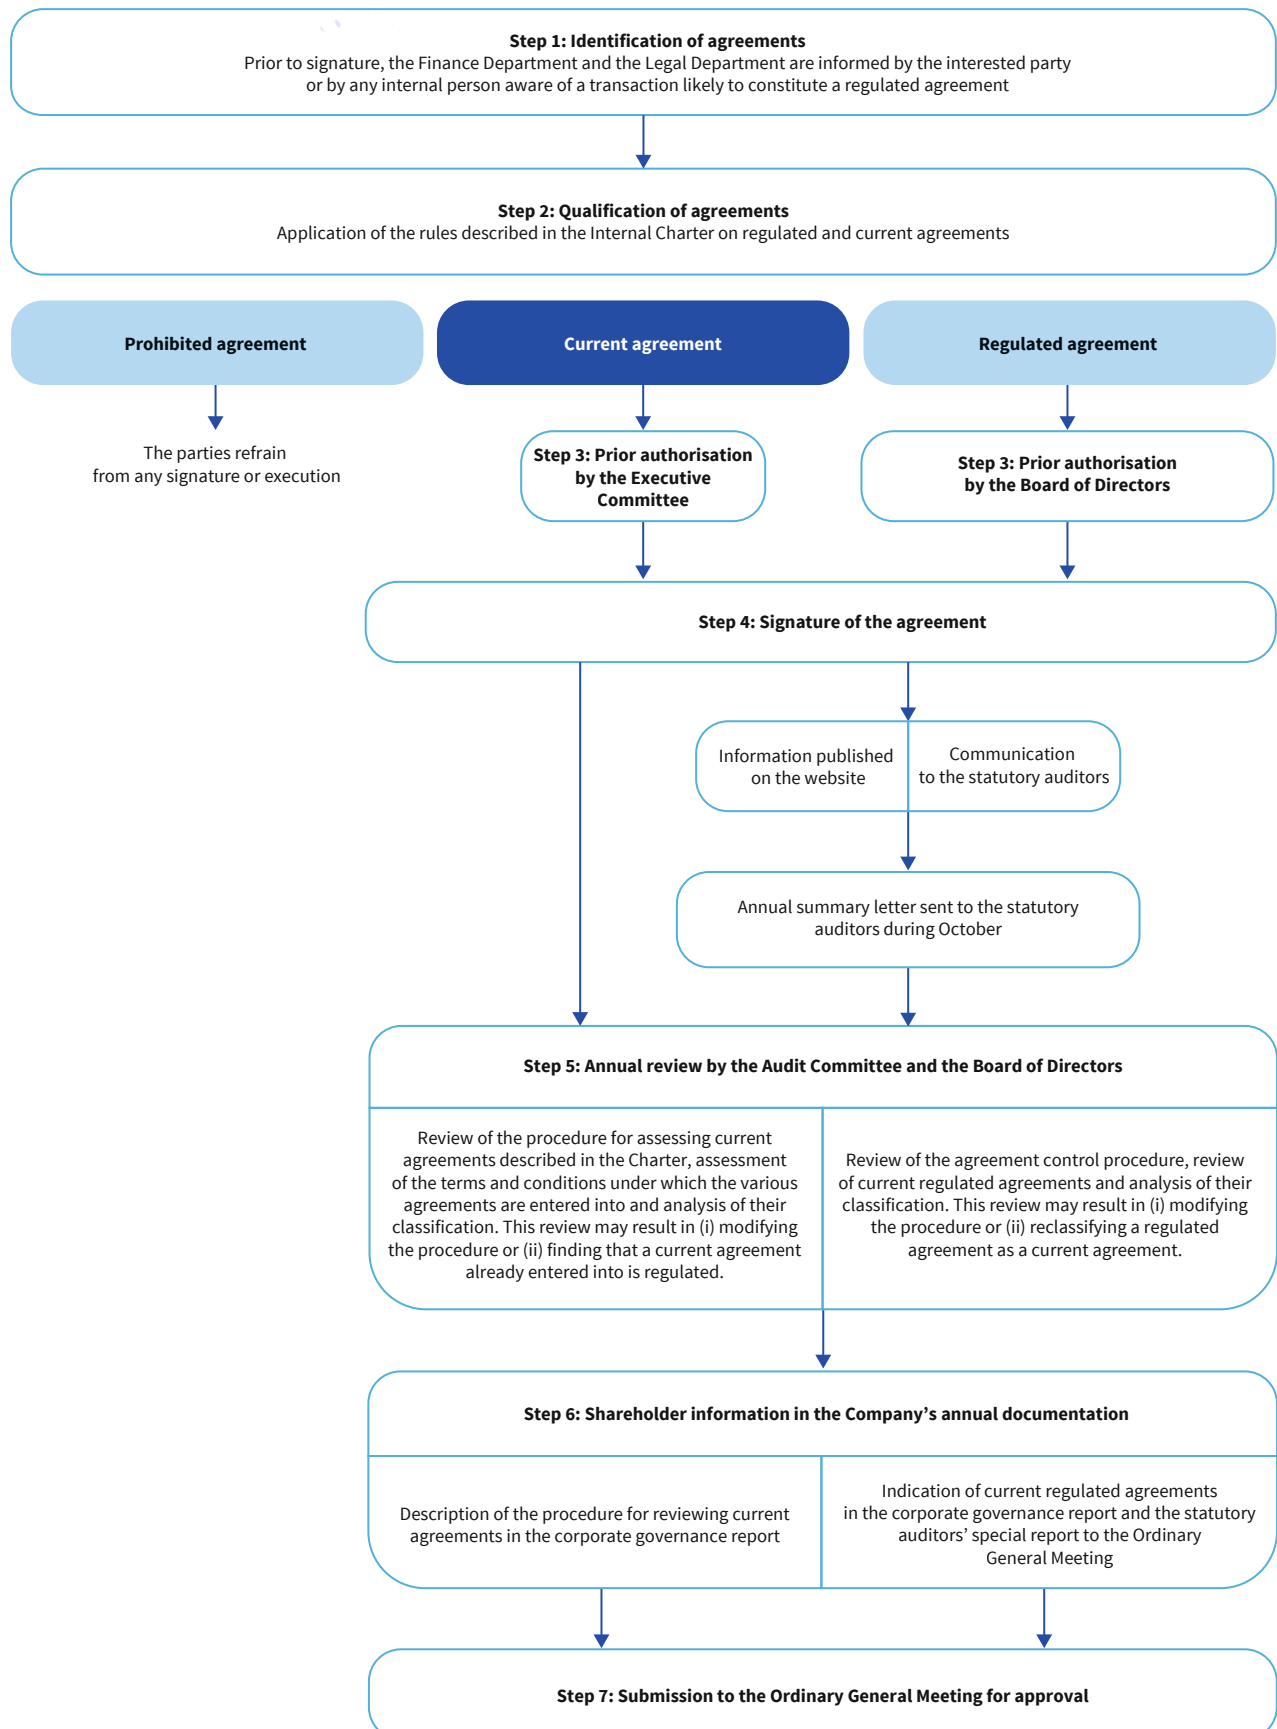 Step 1: Identification of agreements
Prior to signature, the Finance Department and the Legal Department are informed by the interested party
or by any internal person aware of a transaction likely to constitute a regulated agreement
Step 2: Qualification of agreements
Application of the rules described in the Internal Charter on regulated and current agreements
Prohibited agreement
Current agreement
Regulated agreement
The parties refrain
from any signature or execution
Step 3: Prior authorisation
by the Executive
Committee
Step 3: Prior authorisation
by the Board of Directors
Step 4: Signature of the agreement
Information published
on the website
Communication
to the statutory auditors
Annual summary letter sent to the statutory
auditors during October
Step 5: Annual review by the Audit Committee and the Board of Directors
Review of the procedure for assessing current
agreements described in the Charter, assessment
of the terms and conditions under which the various
agreements are entered into and analysis of their
classification. This review may result in (i) modifying
the procedure or (ii) finding that a current agreement
already entered into is regulated.
Review of the agreement control procedure, review
of current regulated agreements and analysis of their
classification. This review may result in (i) modifying
the procedure or (ii) reclassifying a regulated
agreement as a current agreement.
Step 6: Shareholder information in the Company’s annual documentation
Description of the procedure for reviewing current
agreements in the corporate governance report
Indication of current regulated agreements
in the corporate governance report and the statutory
auditors’ special report to the Ordinary
General Meeting
Step 7: Submission to the Ordinary General Meeting for approval